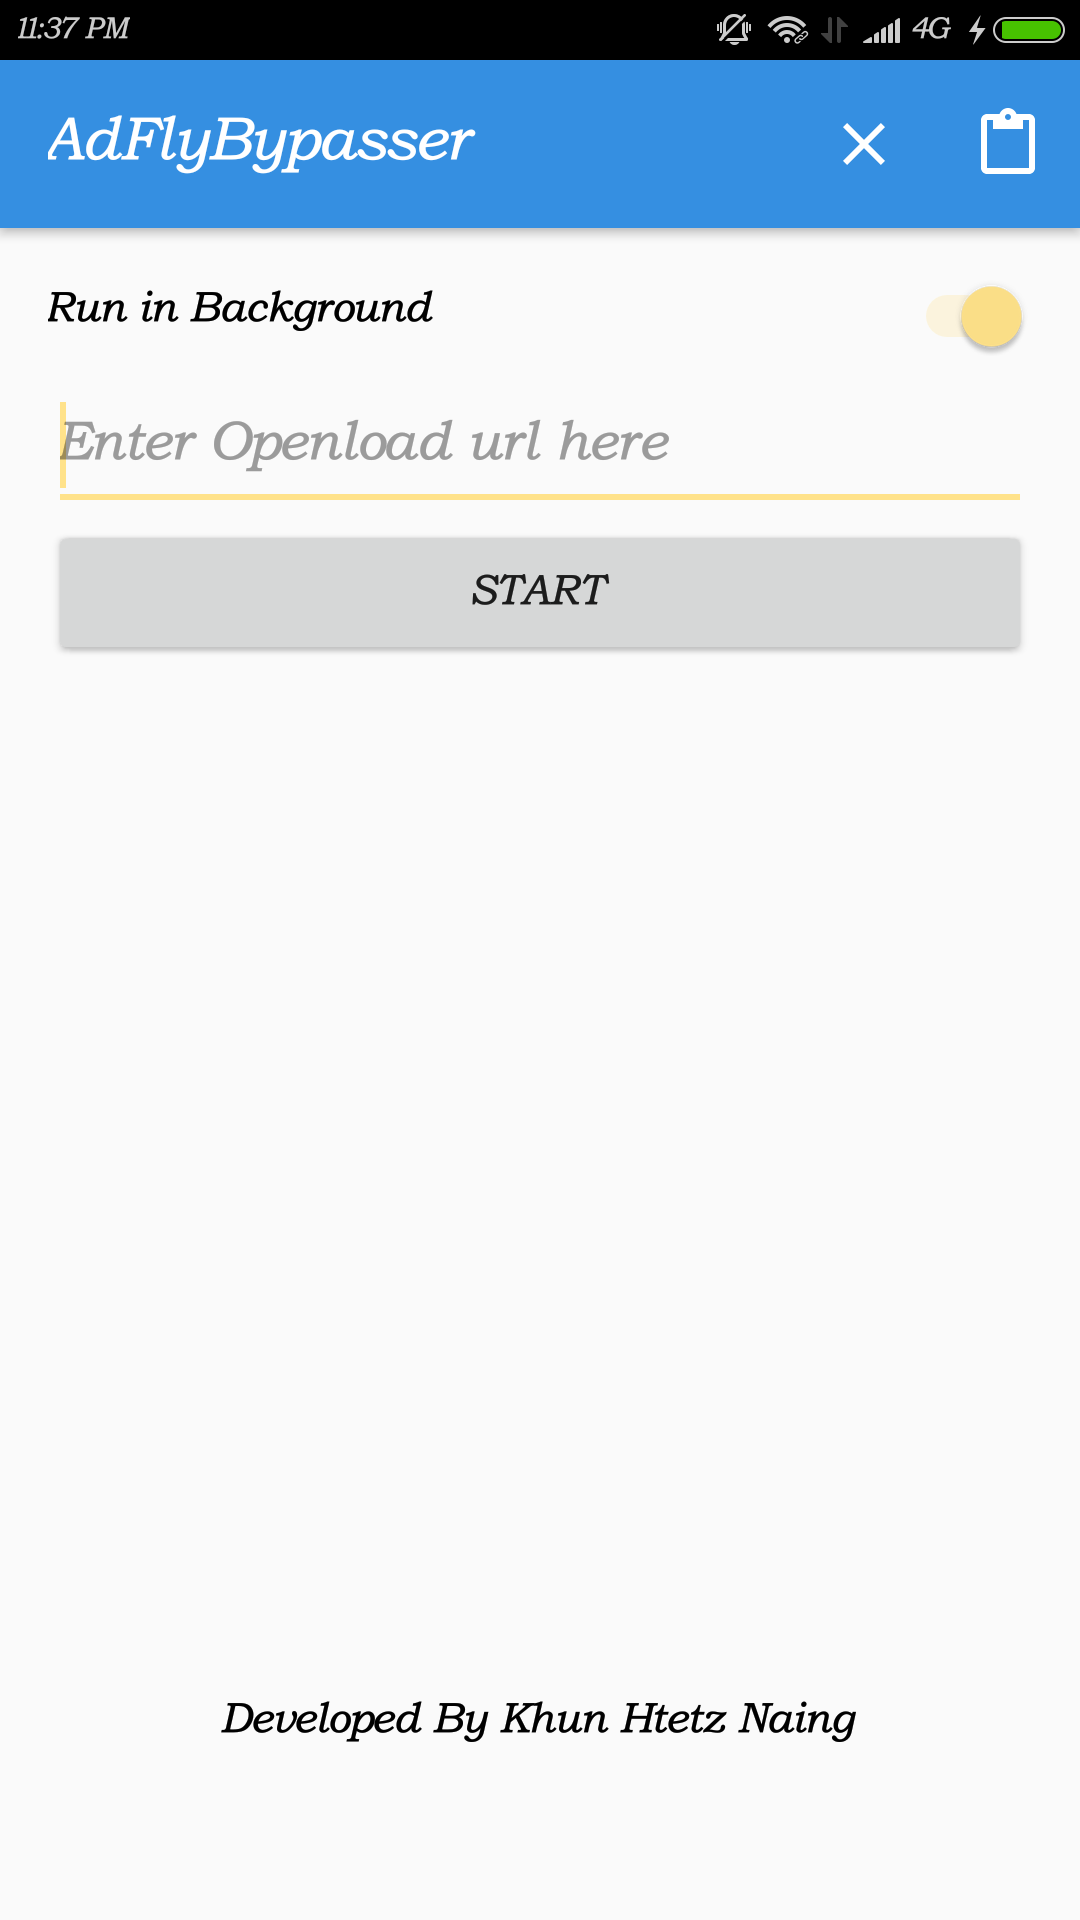 11:37 PM 4G
AdFlyBypasser
Run in Background
Enter Openload url here
START
Developed By Khun Htetz Naing